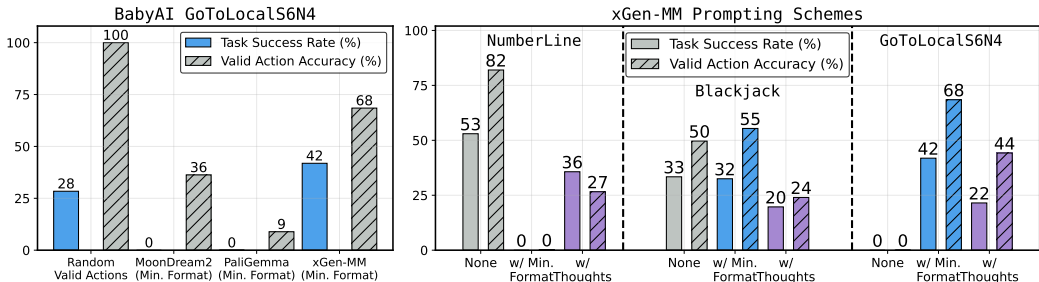 BabyAI GoToLocalS6N4
100
75
50
25
0
Task Success Rate (%)
Valid Action Accuracy (%)
28
100
0
36
0
9
42
68
Random
Valid Actions
MoonDream2
(Min. Format)
PaliGemma
(Min. Format)
xGen-MM
(Min. Format)
xGen-MM Prompting Schemes
100
75
50
25
0
NumberLine
Task Success Rate (%)
Valid Action Accuracy (%)
Blackjack
GoToLocalS6N4
53
82
0
0
36
27
33
50
32
55
20
24
0
0
42
68
22
44
None
w/ Min.
Format
w/
Thoughts
None
w/ Min.
Format
w/
Thoughts
None
w/ Min.
Format
w/
Thoughts